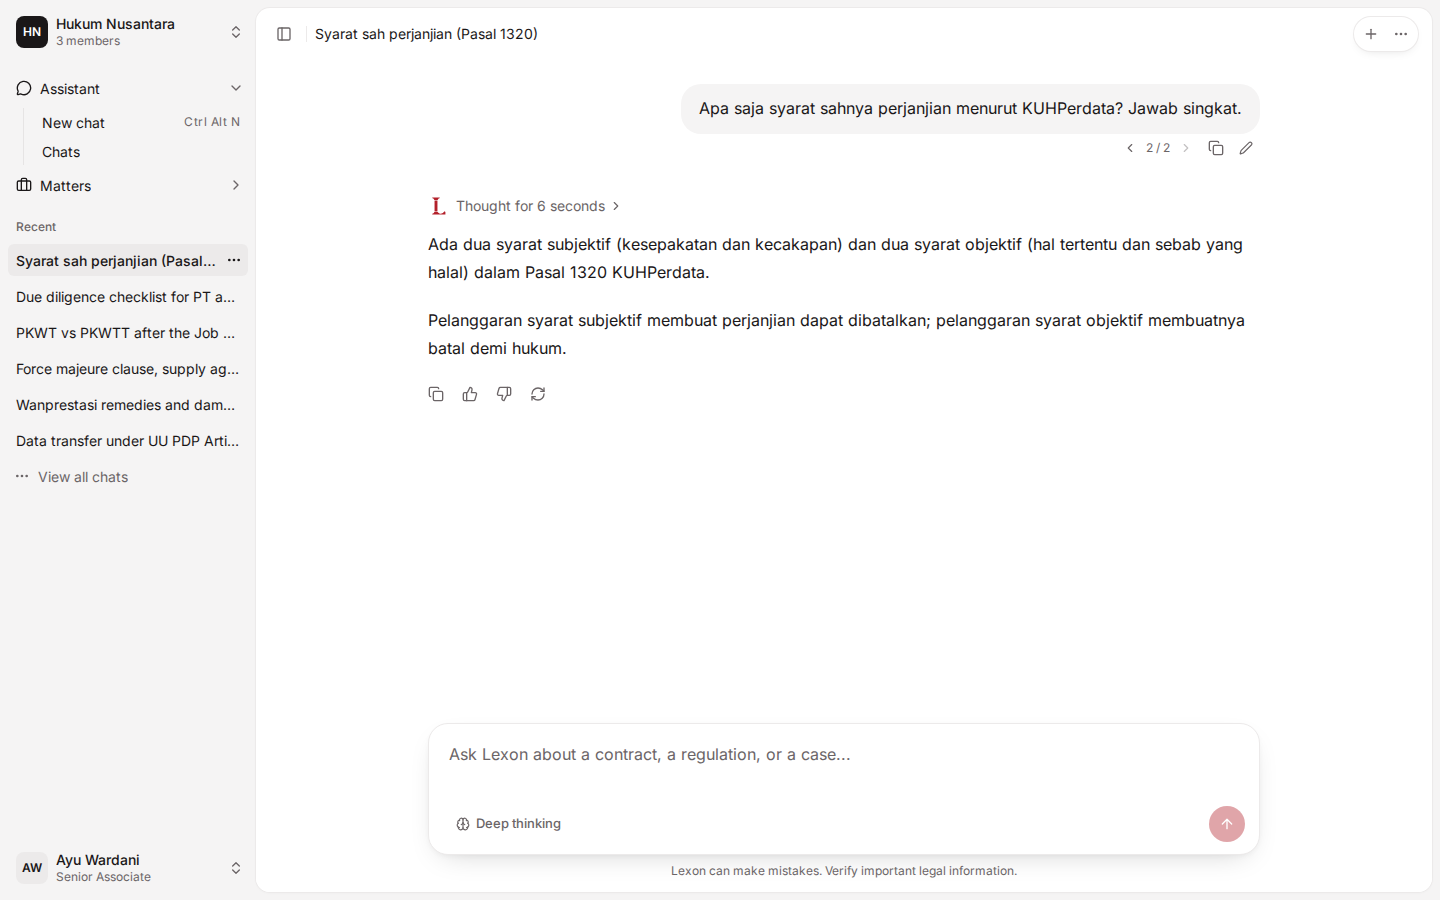 HN
Hukum Nusantara
3 members
Assistant
New chat
Ctrl Alt N
Chats
Matters
Recent
Syarat sah perjanjian (Pasal...
Due diligence checklist for PT a...
PKWT vs PKWTT after the Job ...
Force majeure clause, supply ag...
Wanprestasi remedies and dam...
Data transfer under UU PDP Arti...
View all chats
AW
Ayu Wardani
Senior Associate
Syarat sah perjanjian (Pasal 1320)
Apa saja syarat sahnya perjanjian menurut KUHPerdata? Jawab singkat.
2 / 2
L
Thought for 6 seconds
Ada dua syarat subjektif (kesepakatan dan kecakapan) dan dua syarat objektif (hal tertentu dan sebab yang
halal) dalam Pasal 1320 KUHPerdata.
Pelanggaran syarat subjektif membuat perjanjian dapat dibatalkan; pelanggaran syarat objektif membuatnya
batal demi hukum.
Ask Lexon about a contract, a regulation, or a case...
Deep thinking
Lexon can make mistakes. Verify important legal information.